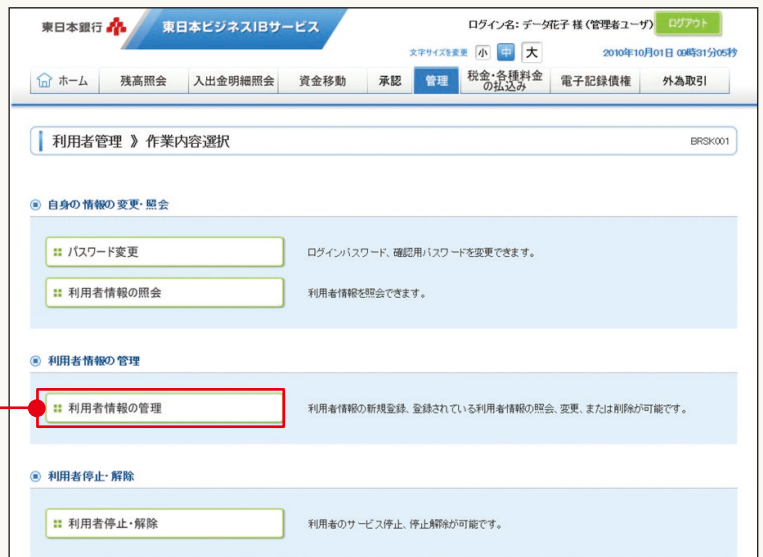 東日本銀行 東日本ビジネスIBサービス ログイン名: データ花子 様 (管理者ユーザ) ログアウト
文字サイズを変更 小 中 大 2010年10月01日 09時31分05秒
ホーム 残高照会 入出金明細照会 資金移動 承認 管理 税金・各種料金の払込み 電子記録債権 外為取引
利用者管理 》 作業内容選択 BRSK001
自身の情報の変更・照会
パスワード変更 ログインパスワード、確認用パスワードを変更できます。
利用者情報の照会 利用者情報を照会できます。
利用者情報の管理
利用者情報の管理 利用者情報の新規登録、登録されている利用者情報の照会、変更、または削除が可能です。
利用者停止・解除
利用者停止・解除 利用者のサービス停止、停止解除が可能です。